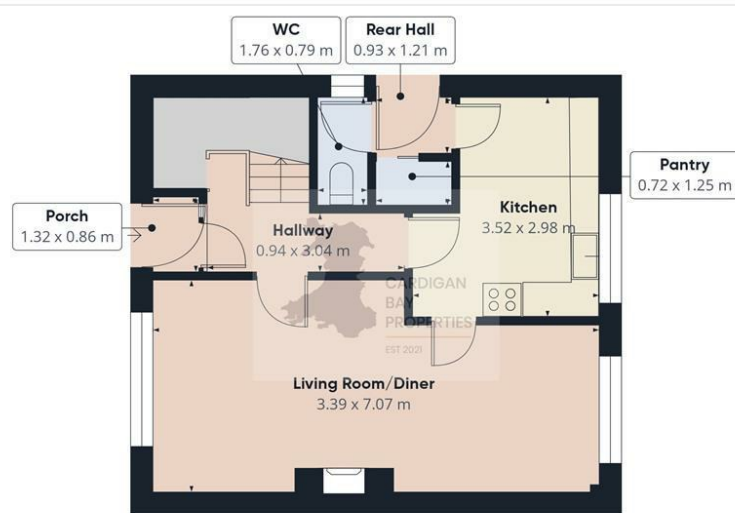 WC
1.76 x 0.79 m
Rear Hall
0.93 x 1.21 m
Pantry
0.72 x 1.25 m
Kitchen
3.52 x 2.98 m
Porch
1.32 x 0.86 m
Hallway
0.94 x 3.04 m
CARDIGAN
BAY
PROPERTIES
EST 2021
Living Room/Diner
3.39 x 7.07 m